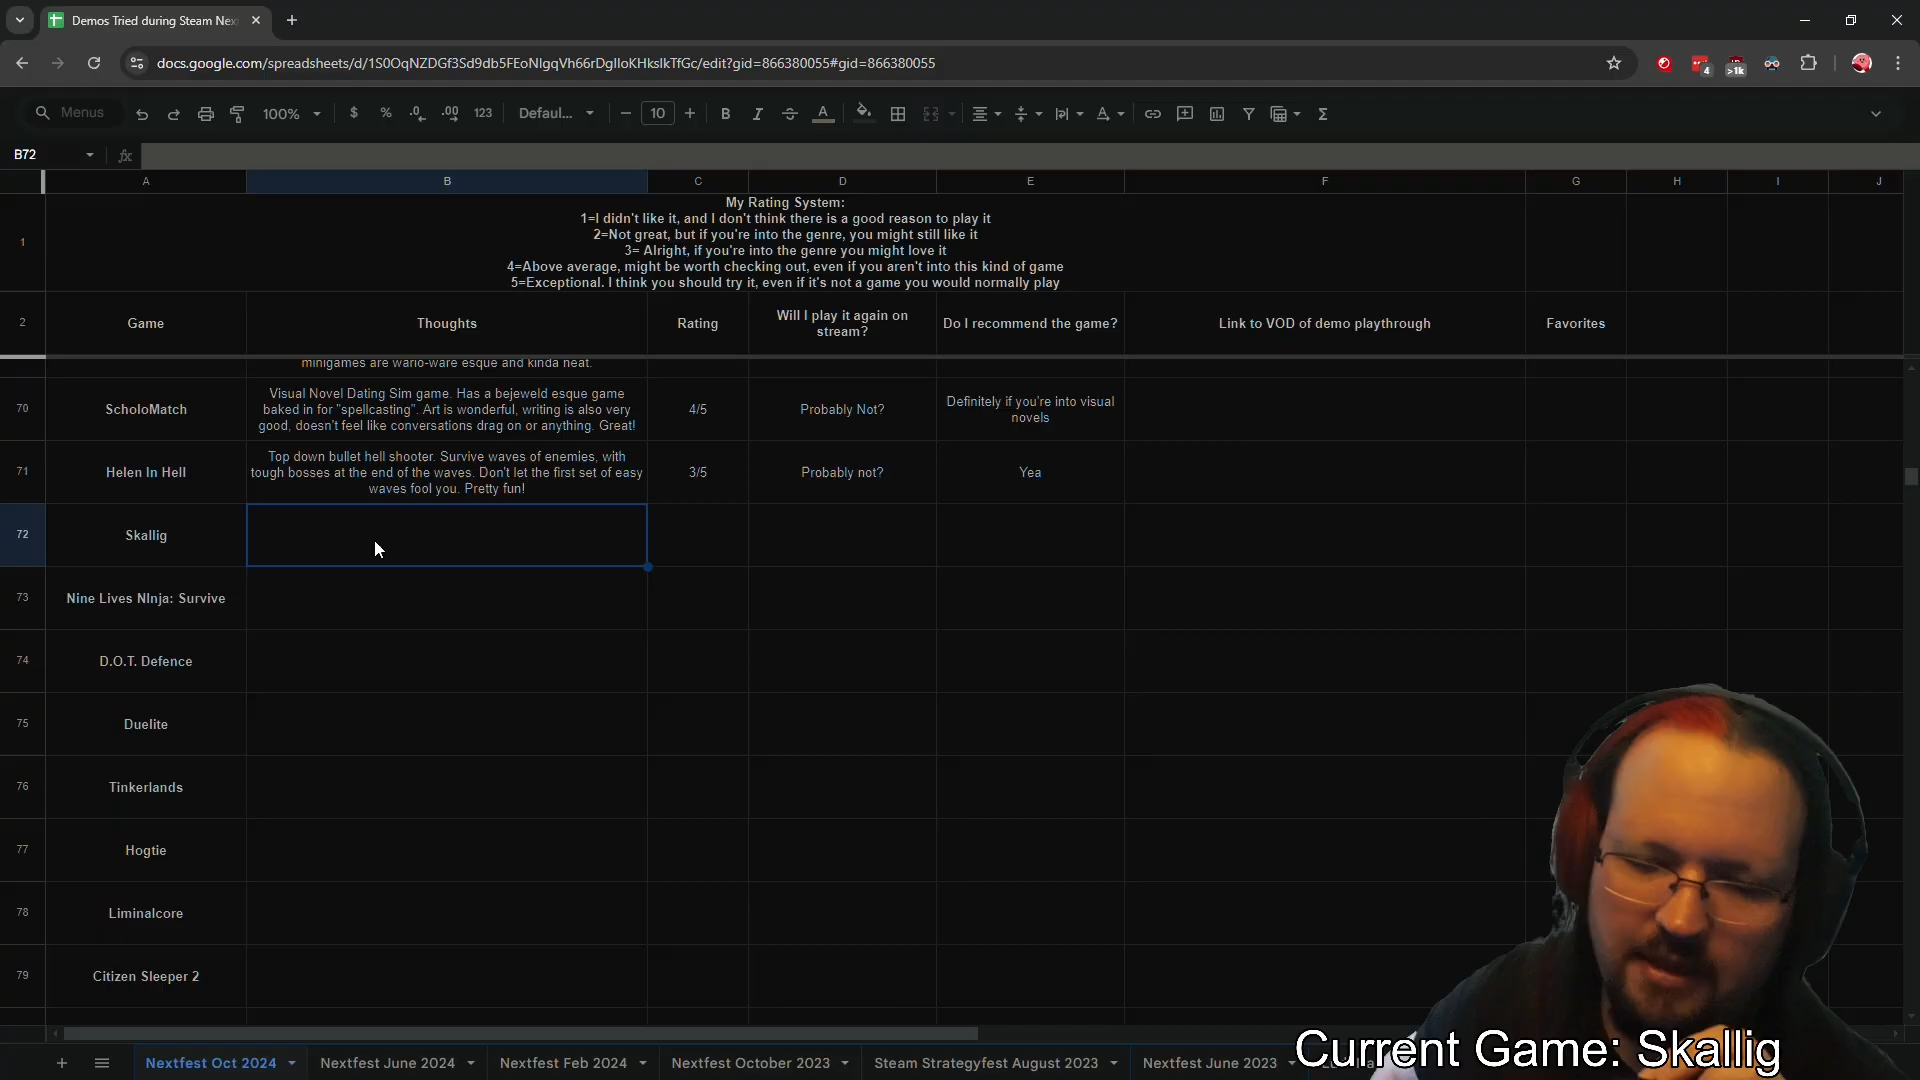 Demos Tried during Steam Nex
docs.google.com/spreadsheets/d/1S0OqNZDGf3Sd9db5FEoNlgqVh66rDgIloKHkslkTfGc/edit?gid=866380055#gid=866380055
4
>1k
Menus
100%
$
%
.0
.00
123
Defaul...
10
B
I
A
A
Σ
B72
fx
A
B
C
D
E
F
G
H
I
J
1
My Rating System:
1=I didn't like it, and I don't think there is a good reason to play it
2=Not great, but if you're into the genre, you might still like it
3= Alright, if you're into the genre you might love it
4=Above average, might be worth checking out, even if you aren't into this kind of game
5=Exceptional. I think you should try it, even if it's not a game you would normally play
2
Game
Thoughts
Rating
Will I play it again on
stream?
Do I recommend the game?
Link to VOD of demo playthrough
Favorites
minigames are wario-ware esque and kinda neat.
70
ScholoMatch
Visual Novel Dating Sim game. Has a bejeweld esque game
baked in for "spellcasting". Art is wonderful, writing is also very
good, doesn't feel like conversations drag on or anything. Great!
4/5
Probably Not?
Definitely if you're into visual
novels
71
Helen In Hell
Top down bullet hell shooter. Survive waves of enemies, with
tough bosses at the end of the waves. Don't let the first set of easy
waves fool you. Pretty fun!
3/5
Probably not?
Yea
72
Skallig
73
Nine Lives NInja: Survive
74
D.O.T. Defence
75
Duelite
76
Tinkerlands
77
Hogtie
78
Liminalcore
79
Citizen Sleeper 2
Nextfest Oct 2024
Nextfest June 2024
Nextfest Feb 2024
Nextfest October 2023
Steam Strategyfest August 2023
Nextfest June 2023
Current Game: Skallig